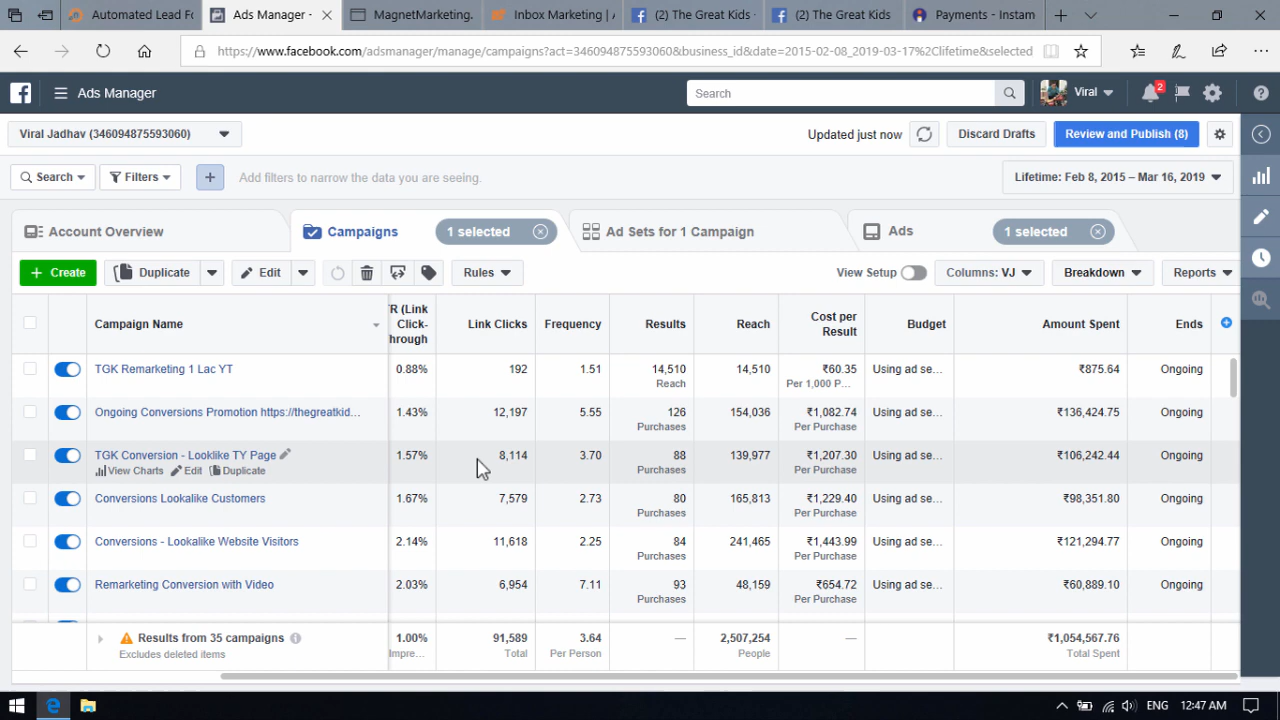 Automated Lead Fo
Ads Manager -
MagnetMarketing.
Inbox Marketing | A
(2) The Great Kids -
(2) The Great Kids
Payments - Instam
https://www.facebook.com/adsmanager/manage/campaigns?act=346094875593060&business_id&date=2015-02-08_2019-03-17%2Clifetime&selected
Ads Manager
Search
Viral
2
Viral Jadhav (346094875593060)
Updated just now
Discard Drafts
Review and Publish (8)
Search
Filters
+
Add filters to narrow the data you are seeing.
Lifetime: Feb 8, 2015 – Mar 16, 2019
Account Overview
Campaigns
1 selected
Ad Sets for 1 Campaign
Ads
1 selected
+ Create
Duplicate
Edit
Rules
View Setup
Columns: VJ
Breakdown
Reports
Campaign Name
R (Link
Click-
hrough
Link Clicks
Frequency
Results
Reach
Cost per
Result
Budget
Amount Spent
Ends
TGK Remarketing 1 Lac YT
0.88%
192
1.51
14,510
Reach
14,510
₹60.35
Per 1,000 P...
Using ad se...
₹875.64
Ongoing
Ongoing Conversions Promotion https://thegreatkid...
1.43%
12,197
5.55
126
Purchases
154,036
₹1,082.74
Per Purchase
Using ad se...
₹136,424.75
Ongoing
TGK Conversion - Looklike TY Page
View Charts Edit Duplicate
1.57%
8,114
3.70
88
Purchases
139,977
₹1,207.30
Per Purchase
Using ad se...
₹106,242.44
Ongoing
Conversions Lookalike Customers
1.67%
7,579
2.73
80
Purchases
165,813
₹1,229.40
Per Purchase
Using ad se...
₹98,351.80
Ongoing
Conversions - Lookalike Website Visitors
2.14%
11,618
2.25
84
Purchases
241,465
₹1,443.99
Per Purchase
Using ad se...
₹121,294.77
Ongoing
Remarketing Conversion with Video
2.03%
6,954
7.11
93
Purchases
48,159
₹654.72
Per Purchase
Using ad se...
₹60,889.10
Ongoing
Results from 35 campaigns
Excludes deleted items
1.00%
Impre...
91,589
Total
3.64
Per Person
—
2,507,254
People
—
₹1,054,567.76
Total Spent
ENG
12:47 AM